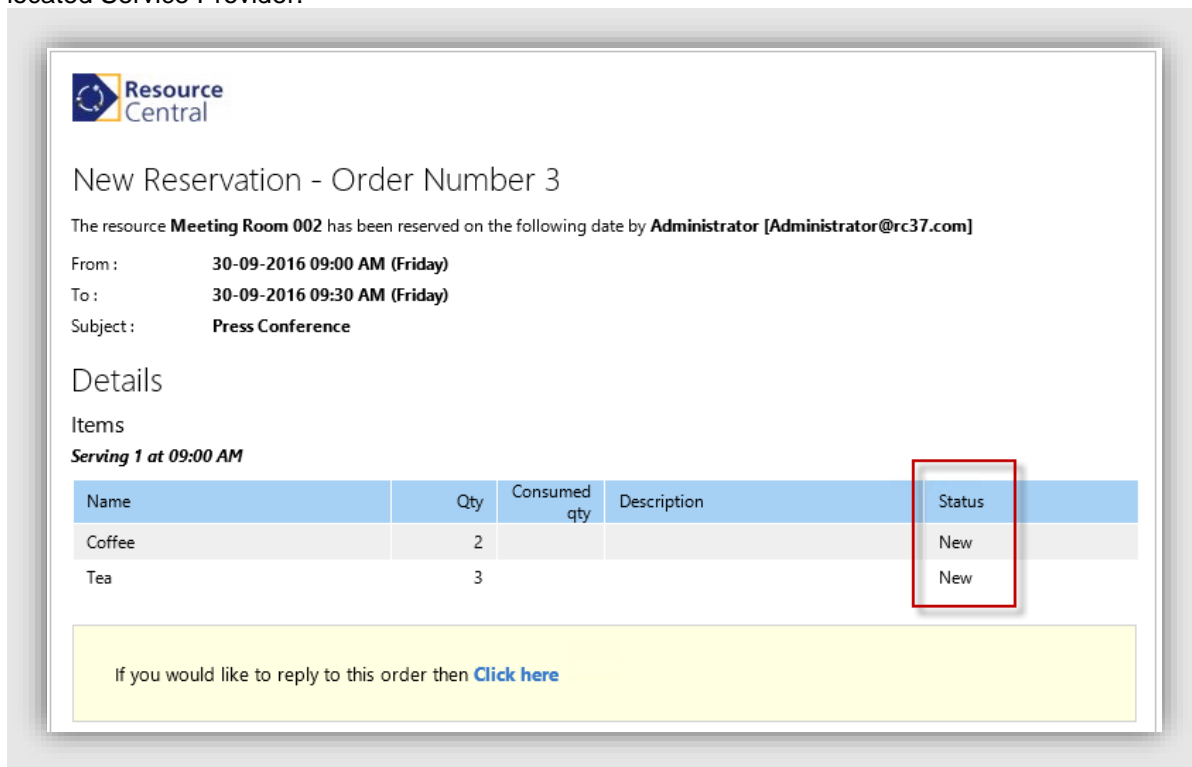 located Service Provider.
Resource
Central
New Reservation - Order Number 3
The resource Meeting Room 002 has been reserved on the following date by Administrator [Administrator@rc37.com]
From : 30-09-2016 09:00 AM (Friday)
To : 30-09-2016 09:30 AM (Friday)
Subject : Press Conference
Details
Items
Serving 1 at 09:00 AM
Name Qty Consumed qty Description Status
Coffee 2 New
Tea 3 New
If you would like to reply to this order then Click here